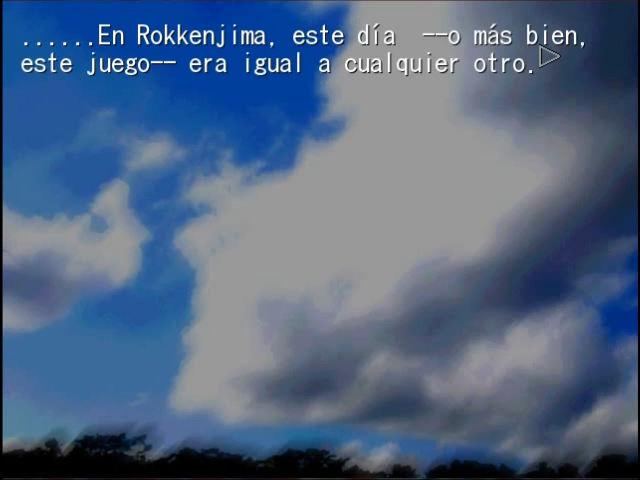 ......En Rokkenjima, este día --o más bien,
este juego-- era igual a cualquier otro.